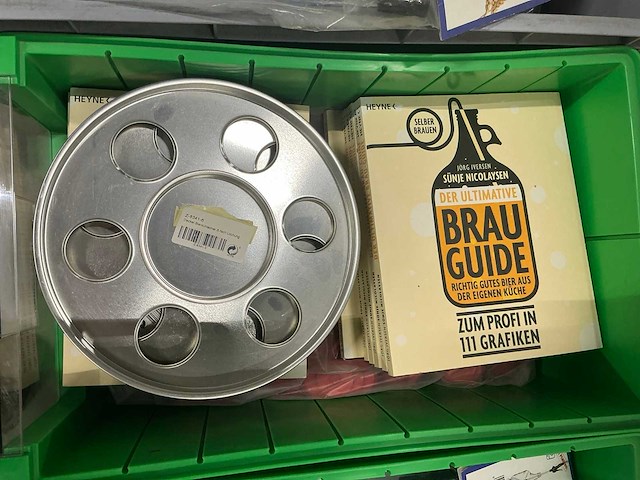 HEYNE<
HEYNE<
SELBER
BRAUEN
JÖRG IVERSEN
SÜNJE NICOLAYSEN
DER ULTIMATIVE
BRAU
GUIDE
RICHTIG GUTES BIER AUS
DER EIGENEN KÜCHE
ZUM PROFI IN
111 GRAFIKEN